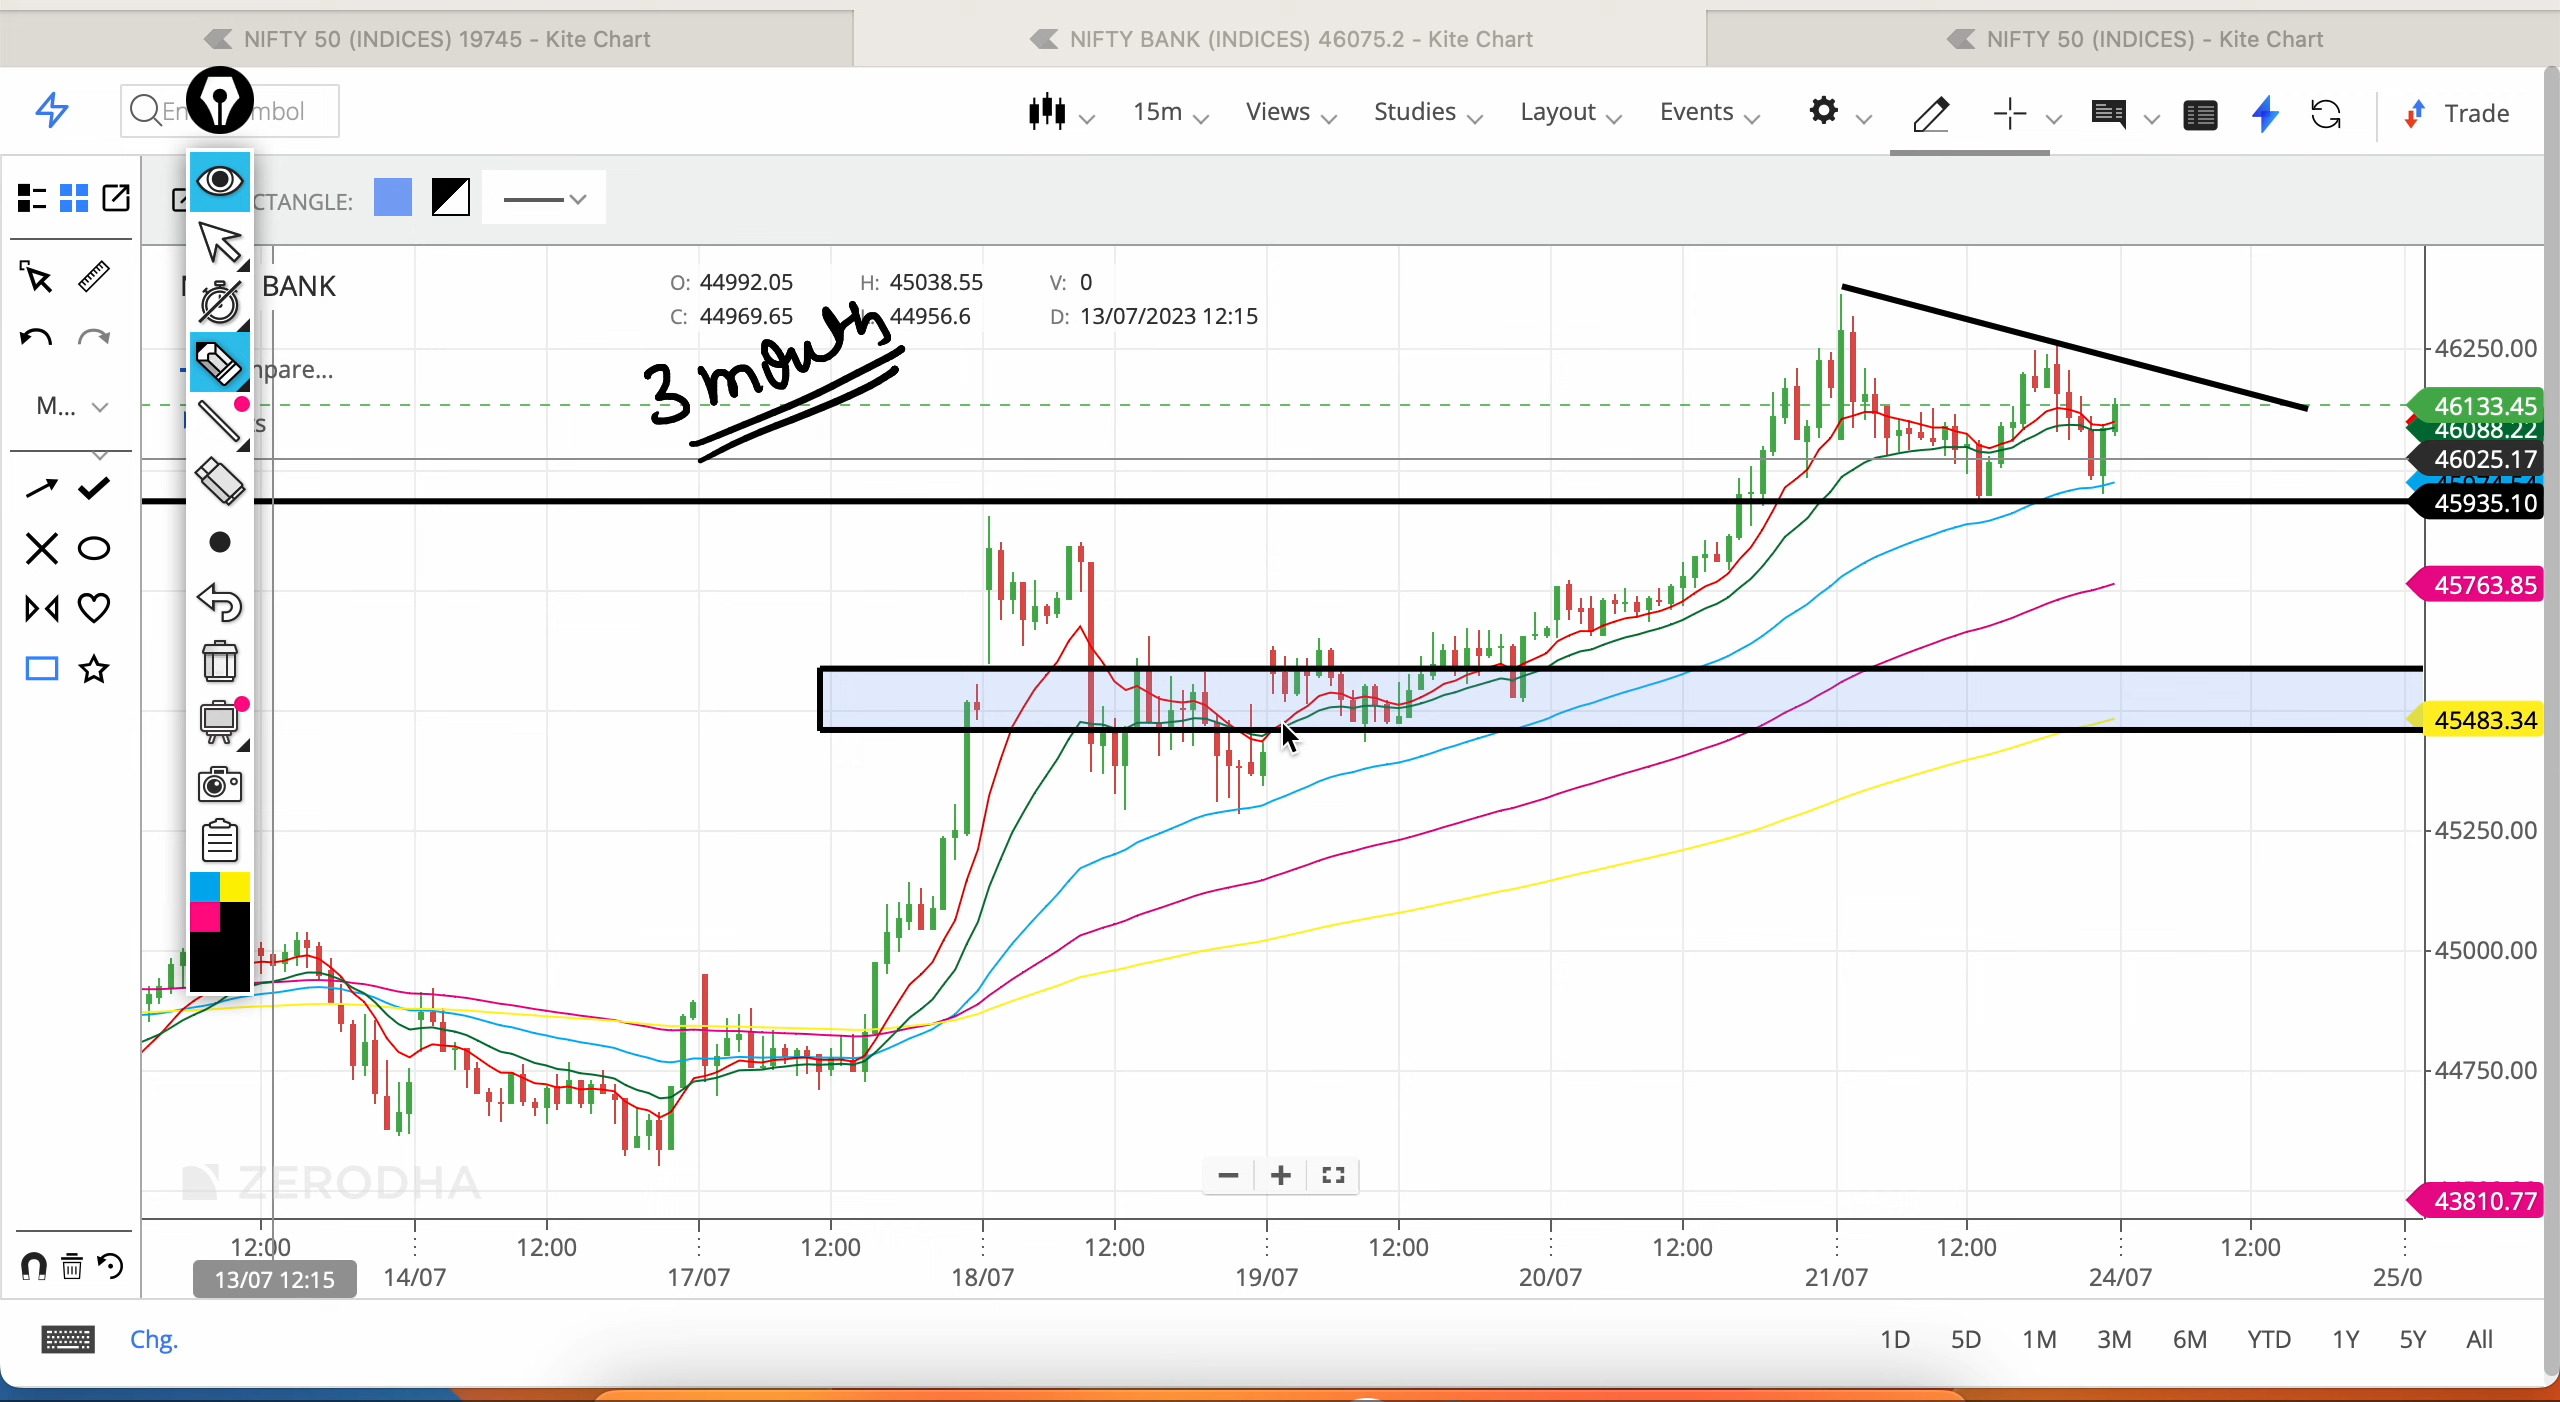 NIFTY 50 (INDICES) 19745 - Kite Chart
NIFTY BANK (INDICES) 46075.2 - Kite Chart
NIFTY 50 (INDICES) - Kite Chart
15m
Views
Studies
Layout
Events
Trade
CTANGLE:
BANK
O: 44992.05 H: 45038.55 V: 0
C: 44969.65 44956.6 D: 13/07/2023 12:15
3 month
M...
46250.00
46133.45
46088.22
46025.17
45935.10
45763.85
45483.34
45250.00
45000.00
44750.00
43810.77
ZERODHA
12:00 12:00 12:00 12:00 12:00 12:00 12:00 12:00
13/07 12:15 14/07 17/07 18/07 19/07 20/07 21/07 24/07 25/0
Chg.
1D 5D 1M 3M 6M YTD 1Y 5Y All